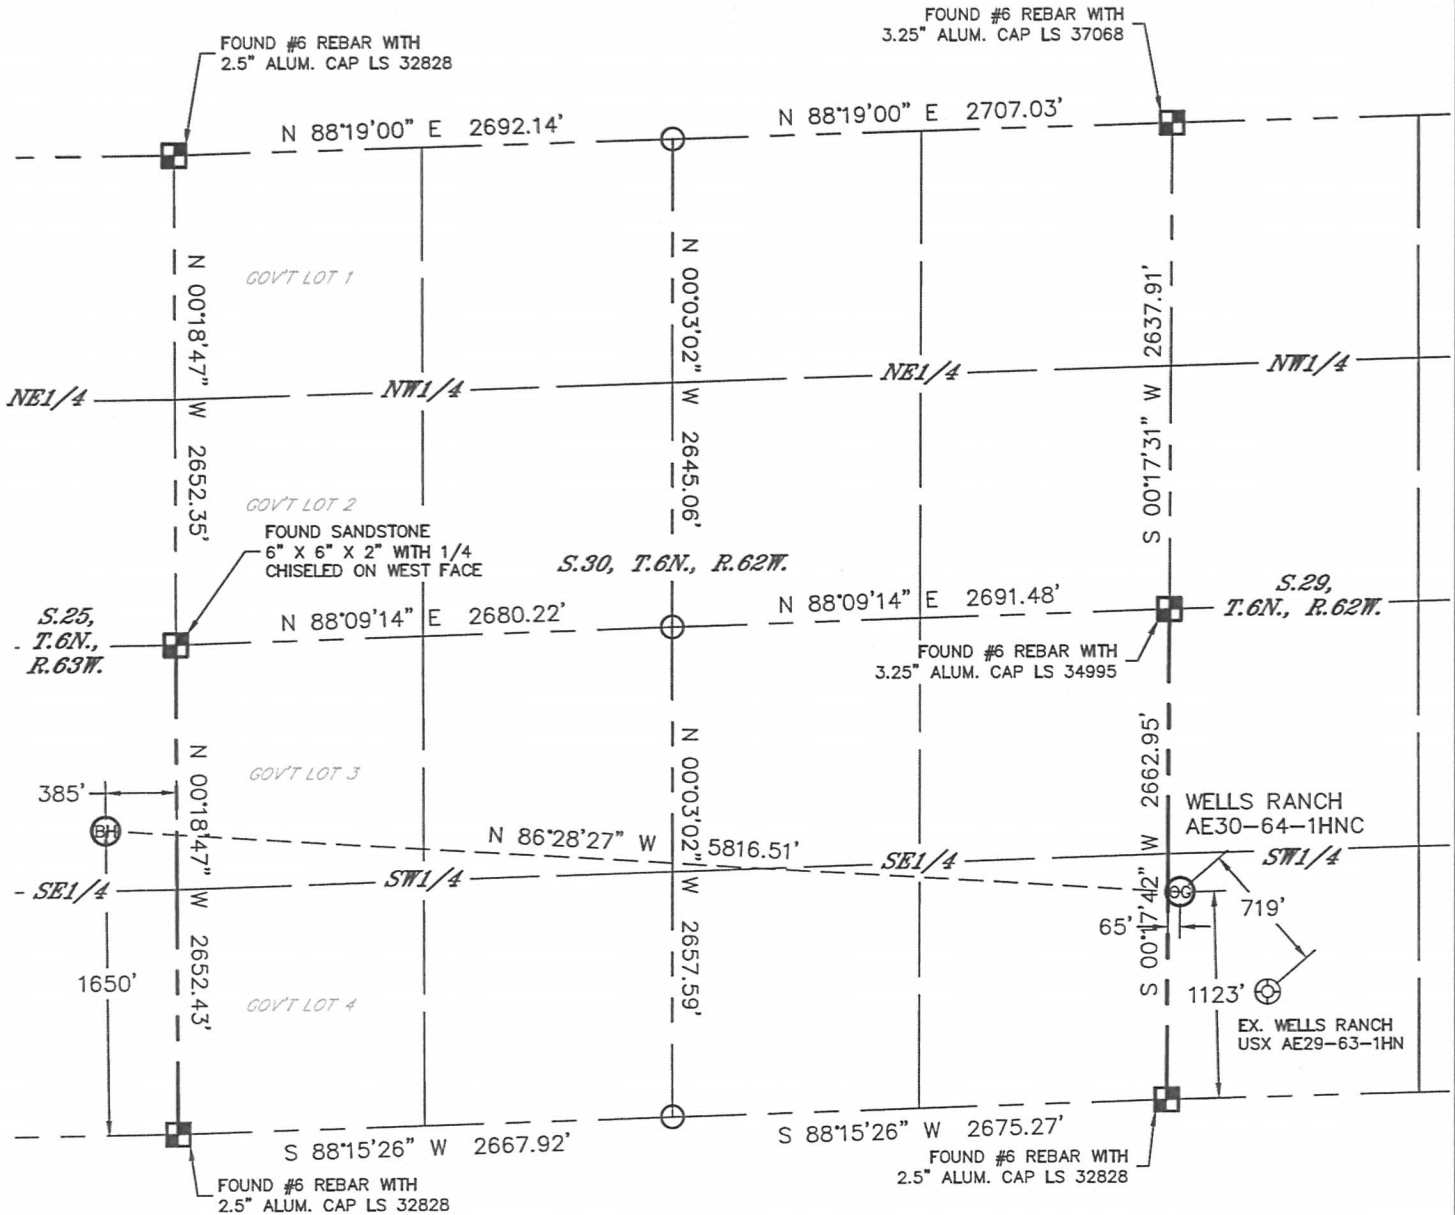 FOUND #6 REBAR WITH
2.5" ALUM. CAP LS 32828
FOUND #6 REBAR WITH
3.25" ALUM. CAP LS 37068
N 88°19'00" E 2692.14'
N 88°19'00" E 2707.03'
N 00°18'47" W 2652.35'
GOV'T LOT 1
N 00°03'02" W 2645.06'
S 00°17'31" W 2637.91'
NE1/4
NW1/4
NE1/4
NW1/4
GOV'T LOT 2
FOUND SANDSTONE
6" X 6" X 2" WITH 1/4
CHISELED ON WEST FACE
S.30, T.6N., R.62W.
S.29,
T.6N., R.62W.
S.25,
T.6N.,
R.63W.
N 88°09'14" E 2680.22'
N 88°09'14" E 2691.48'
FOUND #6 REBAR WITH
3.25" ALUM. CAP LS 34995
N 00°18'47" W 2652.43'
GOV'T LOT 3
N 00°03'02" W 2657.59'
S 00°17'42" W 2662.95'
385'
BH
N 86°28'27" W 5816.51'
WELLS RANCH
AE30-64-1HNC
SE1/4
SW1/4
SE1/4
SW1/4
OG
65'
719'
1650'
GOV'T LOT 4
1123'
EX. WELLS RANCH
USX AE29-63-1HN
S 88°15'26" W 2667.92'
S 88°15'26" W 2675.27'
FOUND #6 REBAR WITH
2.5" ALUM. CAP LS 32828
FOUND #6 REBAR WITH
2.5" ALUM. CAP LS 32828